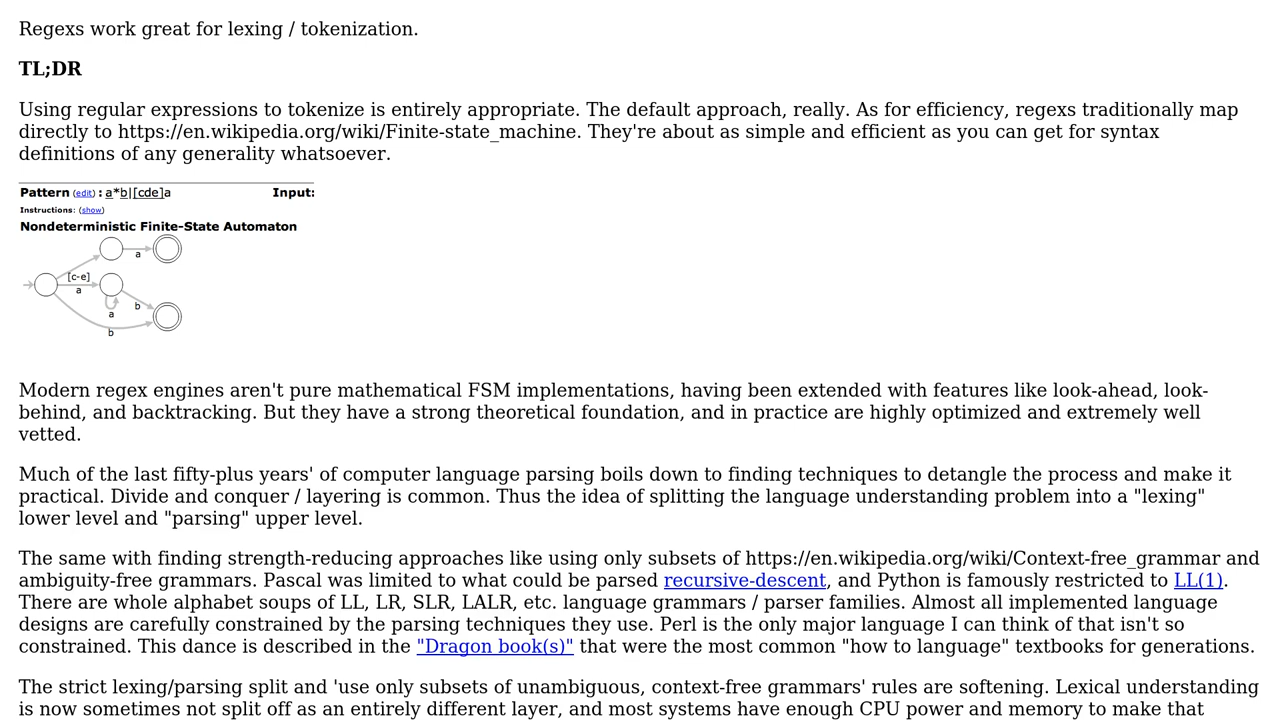 Regexs work great for lexing / tokenization.
TL;DR
Using regular expressions to tokenize is entirely appropriate. The default approach, really. As for efficiency, regexs traditionally map
directly to https://en.wikipedia.org/wiki/Finite-state_machine. They're about as simple and efficient as you can get for syntax
definitions of any generality whatsoever.
Pattern (edit) : a*b|[cde]a Input:
Instructions: (show)
Nondeterministic Finite-State Automaton
a
[c-e]
a
b
a
b
Modern regex engines aren't pure mathematical FSM implementations, having been extended with features like look-ahead, look-
behind, and backtracking. But they have a strong theoretical foundation, and in practice are highly optimized and extremely well
vetted.
Much of the last fifty-plus years' of computer language parsing boils down to finding techniques to detangle the process and make it
practical. Divide and conquer / layering is common. Thus the idea of splitting the language understanding problem into a "lexing"
lower level and "parsing" upper level.
The same with finding strength-reducing approaches like using only subsets of https://en.wikipedia.org/wiki/Context-free_grammar and
ambiguity-free grammars. Pascal was limited to what could be parsed recursive-descent, and Python is famously restricted to LL(1).
There are whole alphabet soups of LL, LR, SLR, LALR, etc. language grammars / parser families. Almost all implemented language
designs are carefully constrained by the parsing techniques they use. Perl is the only major language I can think of that isn't so
constrained. This dance is described in the "Dragon book(s)" that were the most common "how to language" textbooks for generations.
The strict lexing/parsing split and 'use only subsets of unambiguous, context-free grammars' rules are softening. Lexical understanding
is now sometimes not split off as an entirely different layer, and most systems have enough CPU power and memory to make that